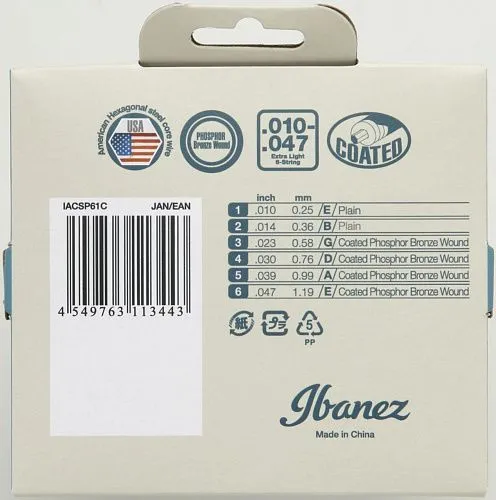 American Hexagonal steel core wire
USA
PHOSPHOR
Bronze Wound
.010-
.047
Extra Light
6-String
COATED
IACSP61C JAN/EAN
4 549763 113443
inch mm
1 .010 0.25 /E/ Plain
2 .014 0.36 /B/ Plain
3 .023 0.58 /G/ Coated Phosphor Bronze Wound
4 .030 0.76 /D/ Coated Phosphor Bronze Wound
5 .039 0.99 /A/ Coated Phosphor Bronze Wound
6 .047 1.19 /E/ Coated Phosphor Bronze Wound
紙 プラ 5
PP
Ibanez
Made in China